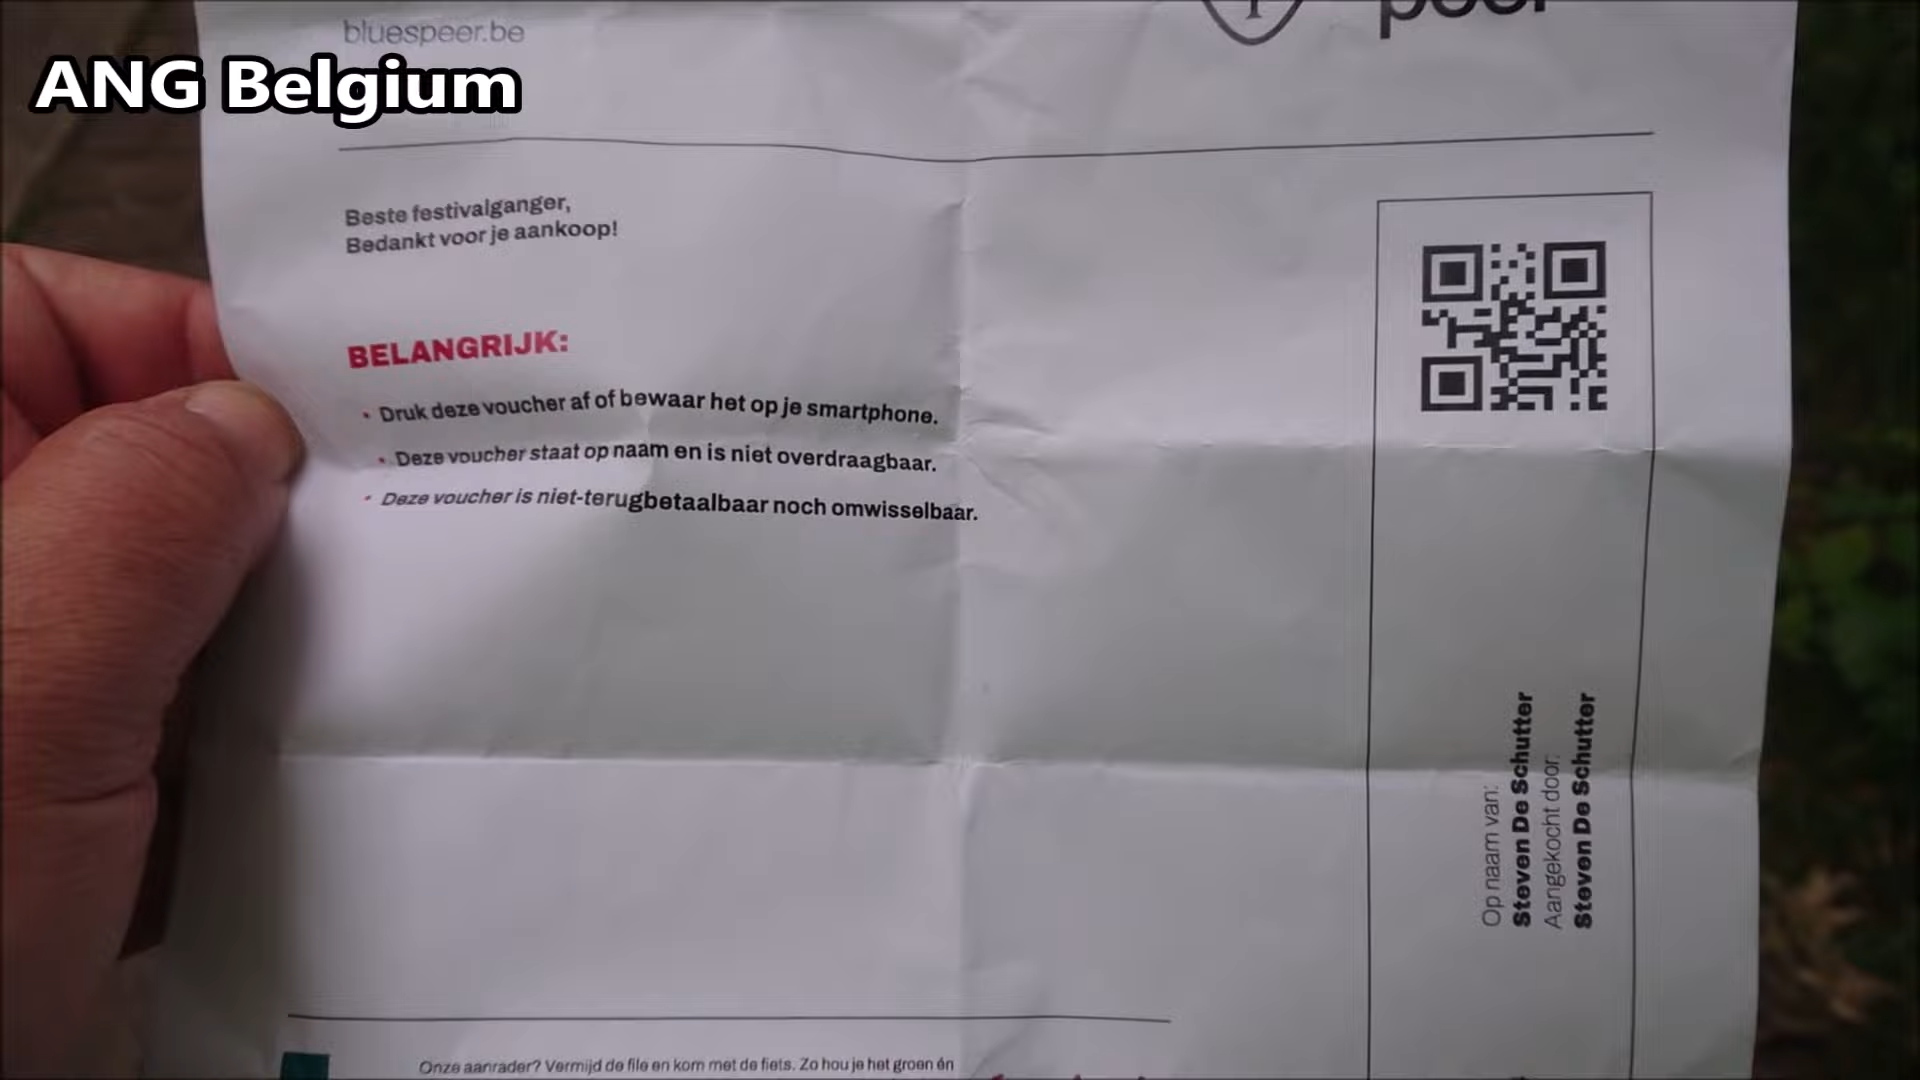 bluespeer.be
peer
ANG Belgium
Beste festivalganger,
Bedankt voor je aankoop!
BELANGRIJK:
• Druk deze voucher af of bewaar het op je smartphone.
• Deze voucher staat op naam en is niet overdraagbaar.
• Deze voucher is niet-terugbetaalbaar noch omwisselbaar.
Op naam van:
Steven De Schutter
Aangekocht door:
Steven De Schutter
Onze aanrader? Vermijd de file en kom met de fiets. Zo hou je het groen én